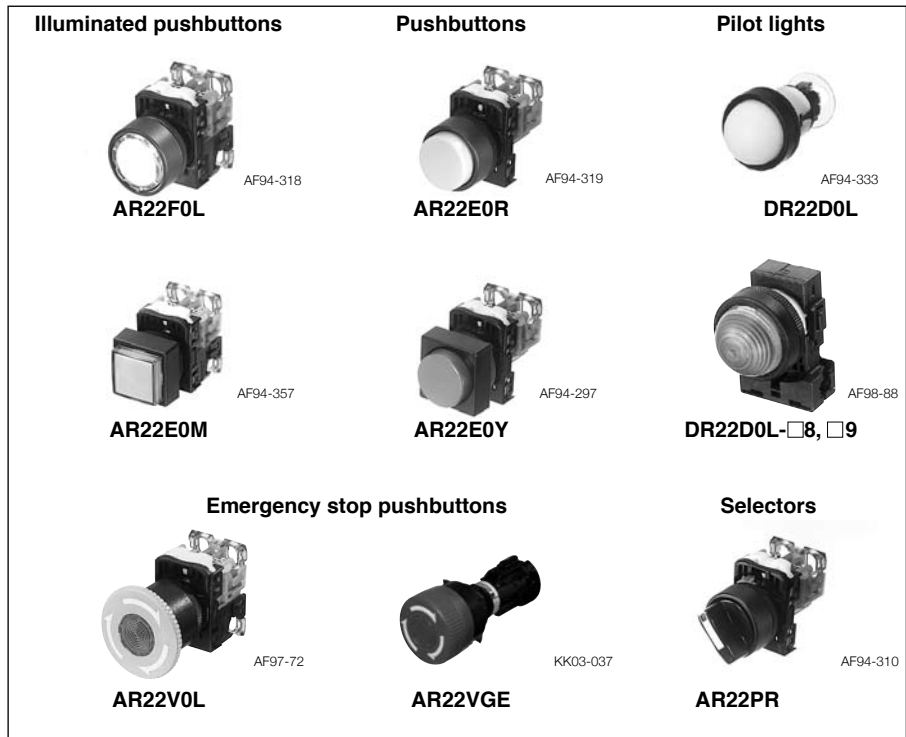 Illuminated pushbuttons
Pushbuttons
Pilot lights
AF94-318
AF94-319
AF94-333
AR22F0L
AR22E0R
DR22D0L
AF94-357
AF94-297
AF98-88
AR22E0M
AR22E0Y
DR22D0L-□8, □9
Emergency stop pushbuttons
Selectors
AF97-72
KK03-037
AF94-310
AR22V0L
AR22VGE
AR22PR